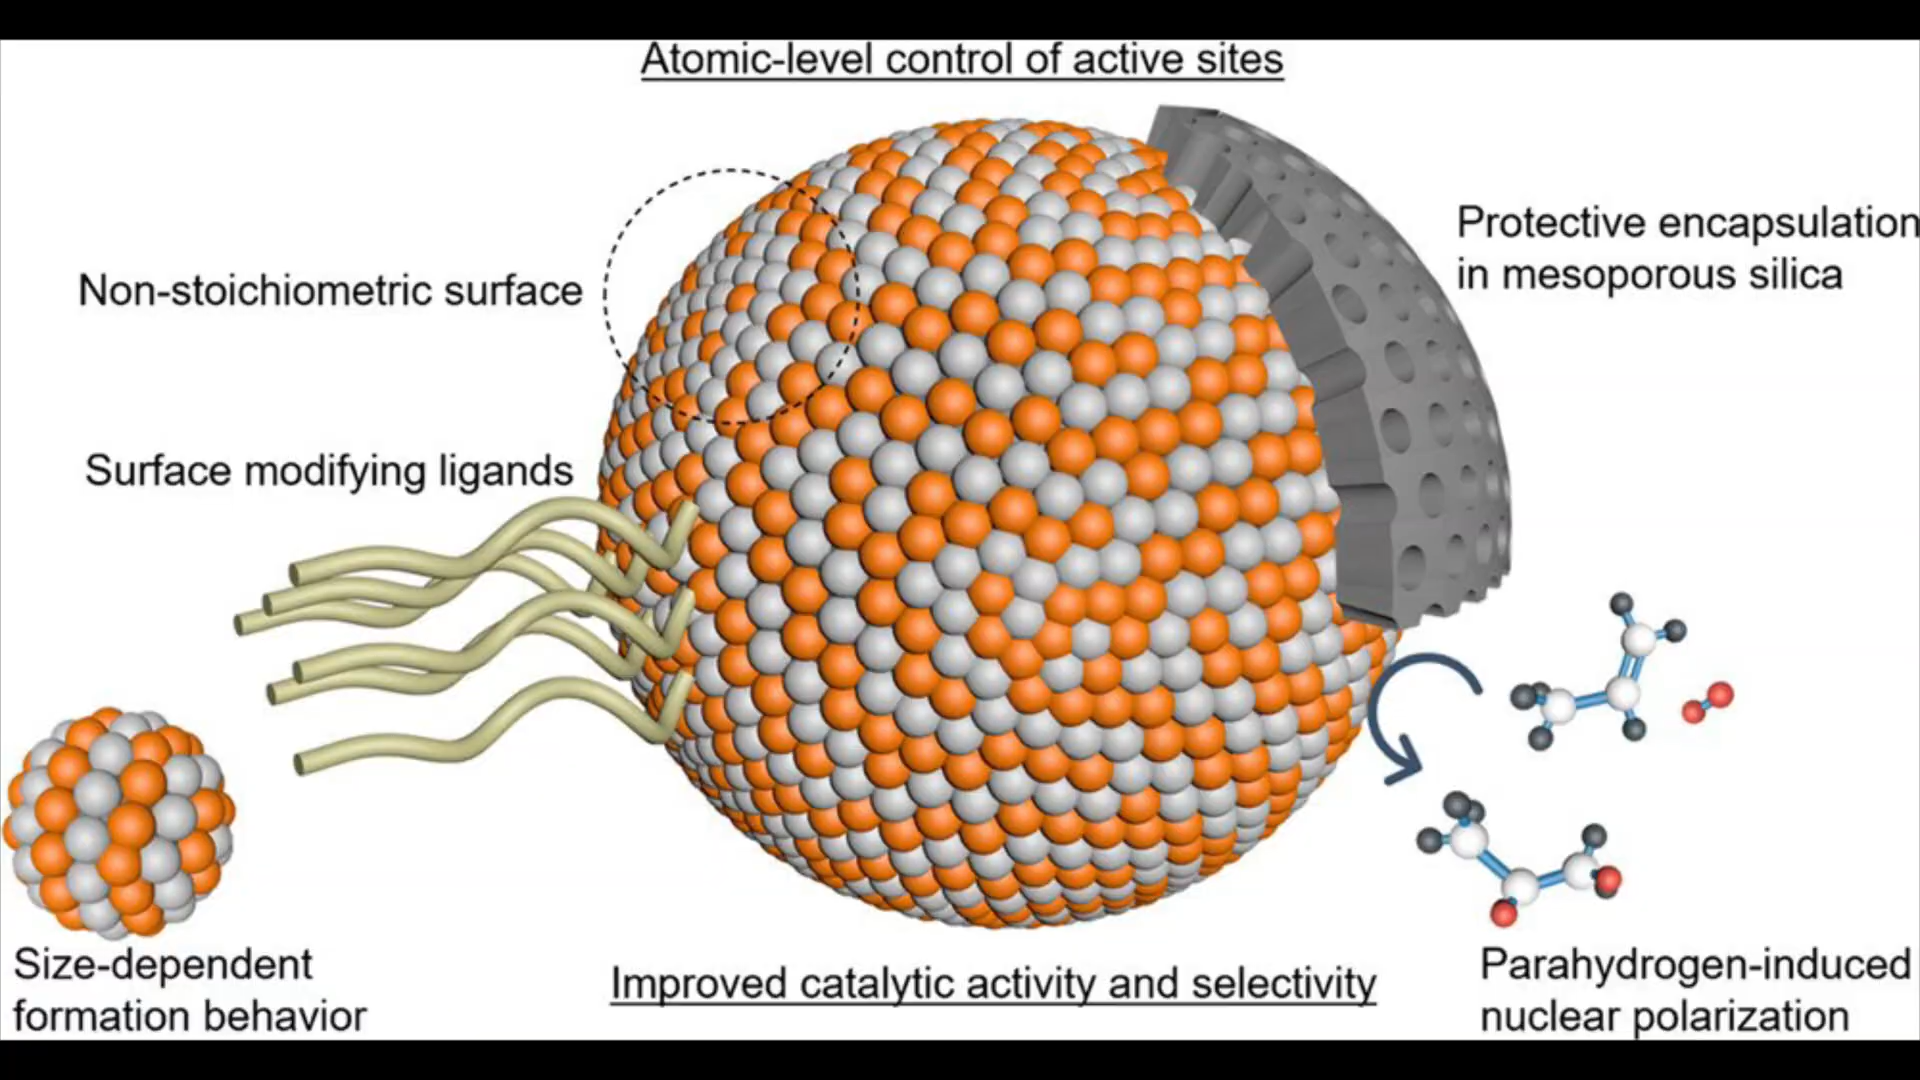 Atomic-level control of active sites
Protective encapsulation
in mesoporous silica
Non-stoichiometric surface
Surface modifying ligands
Size-dependent
formation behavior
Improved catalytic activity and selectivity
Parahydrogen-induced
nuclear polarization